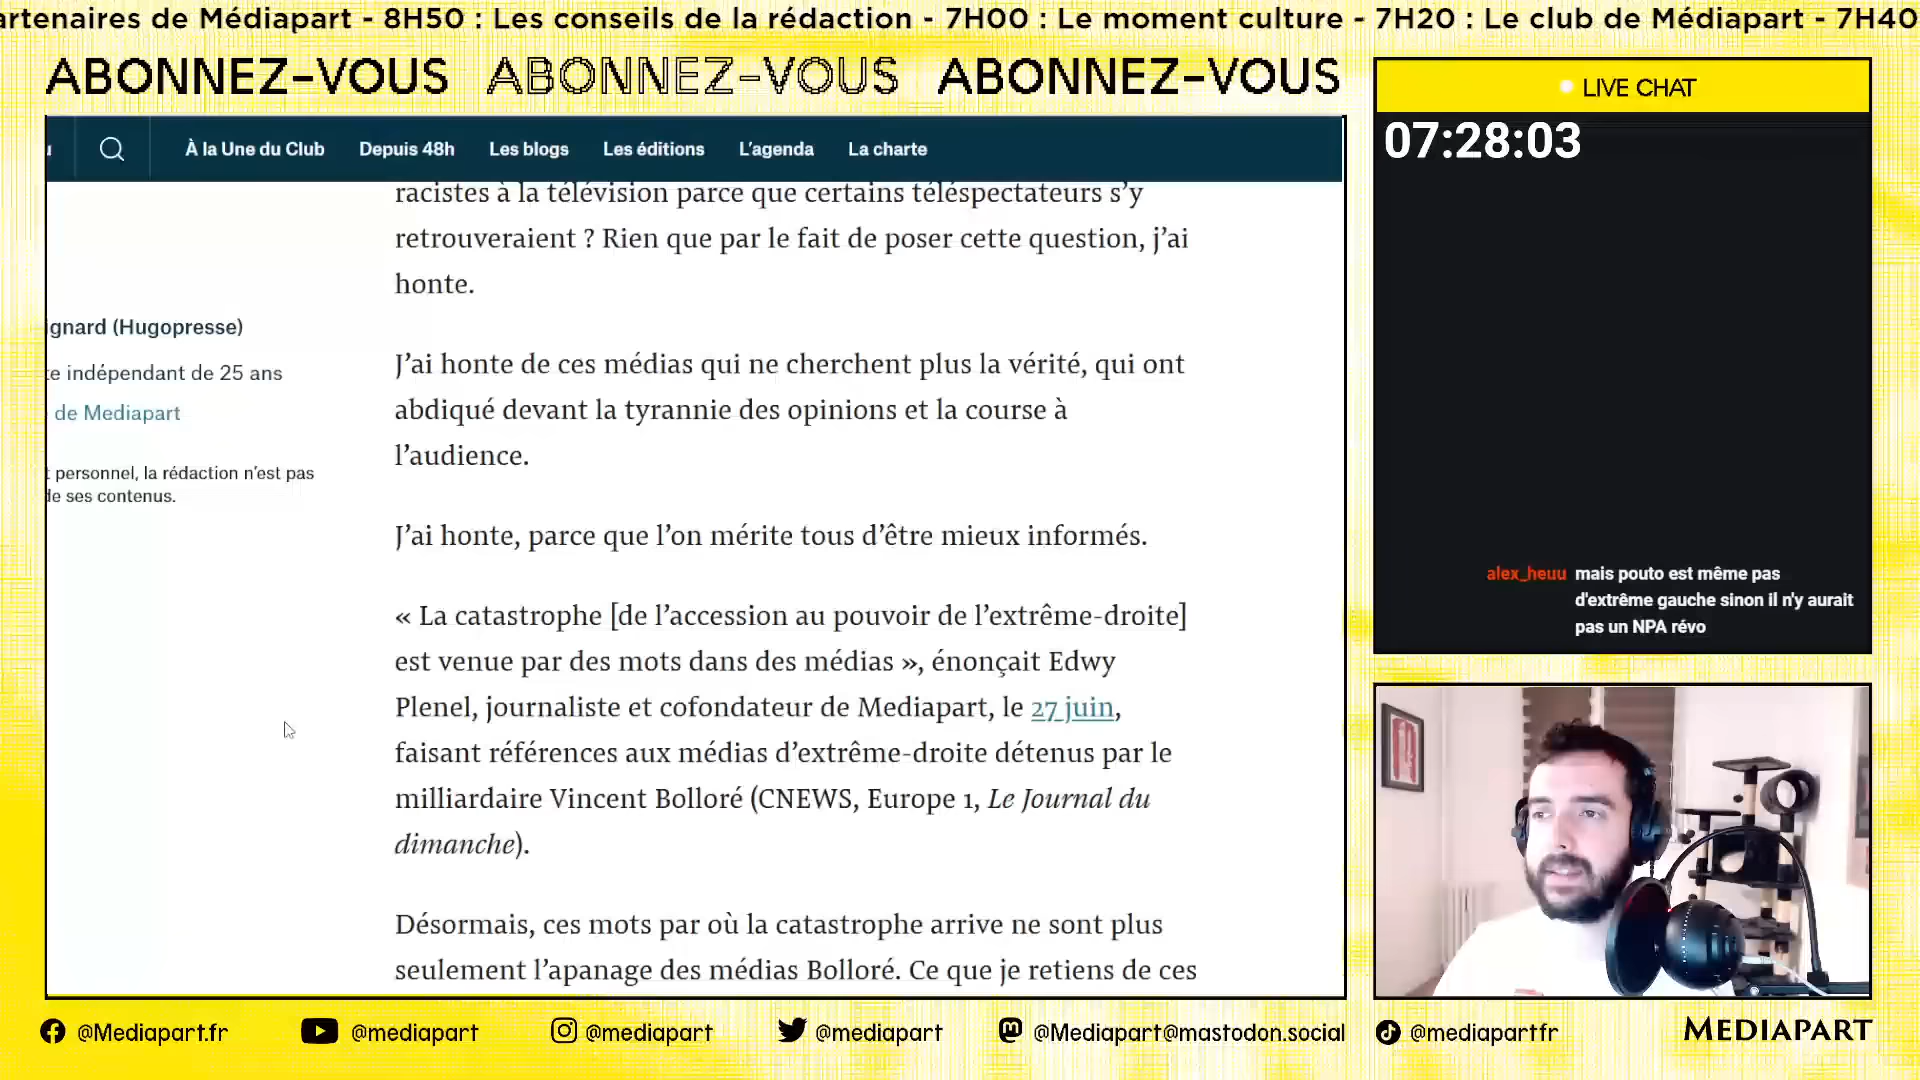 rtenaires de Médiapart - 8H50 : Les conseils de la rédaction - 7H00 : Le moment culture - 7H20 : Le club de Médiapart - 7H40
ABONNEZ-VOUS ABONNEZ-VOUS ABONNEZ-VOUS
À la Une du Club Depuis 48h Les blogs Les éditions L'agenda La charte
racistes à la télévision parce que certains téléspectateurs s’y
retrouveraient ? Rien que par le fait de poser cette question, j’ai
honte.
ignard (Hugopresse)
te indépendant de 25 ans
de Mediapart
t personnel, la rédaction n'est pas
de ses contenus.
J’ai honte de ces médias qui ne cherchent plus la vérité, qui ont
abdiqué devant la tyrannie des opinions et la course à
l’audience.
J’ai honte, parce que l’on mérite tous d’être mieux informés.
« La catastrophe [de l’accession au pouvoir de l’extrême-droite]
est venue par des mots dans des médias », énonçait Edwy
Plenel, journaliste et cofondateur de Mediapart, le 27 juin,
faisant références aux médias d’extrême-droite détenus par le
milliardaire Vincent Bolloré (CNEWS, Europe 1, Le Journal du
dimanche).
Désormais, ces mots par où la catastrophe arrive ne sont plus
seulement l’apanage des médias Bolloré. Ce que je retiens de ces
LIVE CHAT
07:28:03
alex_heuu mais pouto est même pas
d'extrême gauche sinon il n'y aurait
pas un NPA révo
@Mediapart.fr @mediapart @mediapart @mediapart @Mediapart@mastodon.social @mediapartfr MEDIAPART